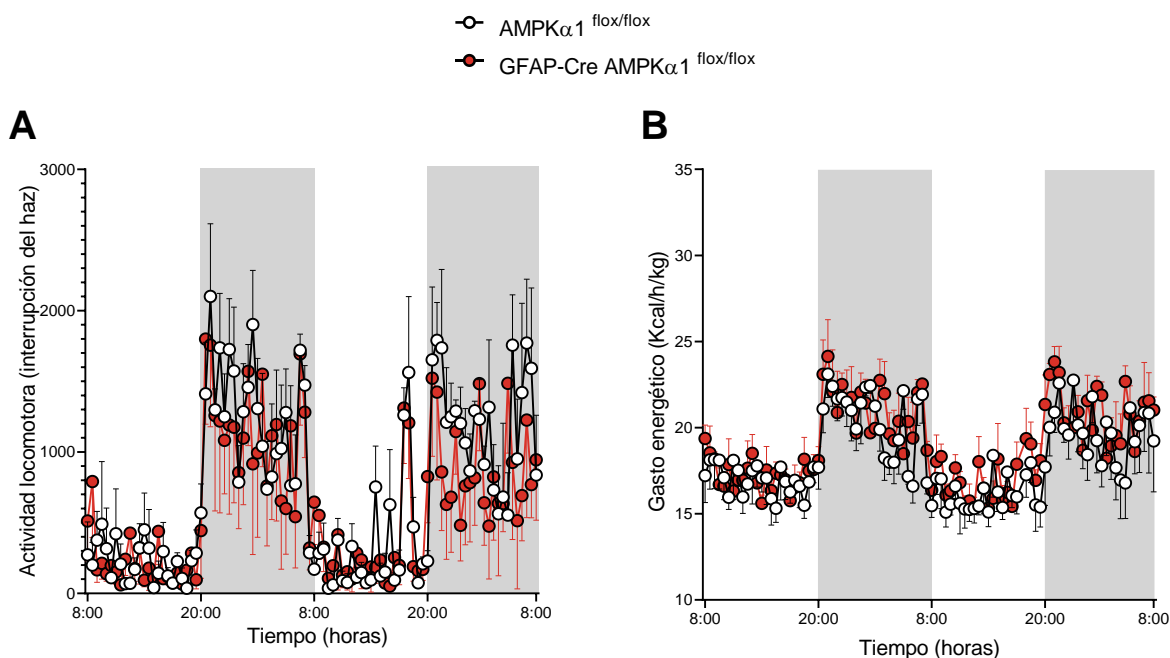 AMPKα1 flox/flox
GFAP-Cre AMPKα1 flox/flox
A
Actividad locomotora (interrupción del haz)
3000
2000
1000
0
8:00
20:00
8:00
20:00
8:00
Tiempo (horas)
B
Gasto energético (Kcal/h/kg)
35
30
25
20
15
10
8:00
20:00
8:00
20:00
8:00
Tiempo (horas)